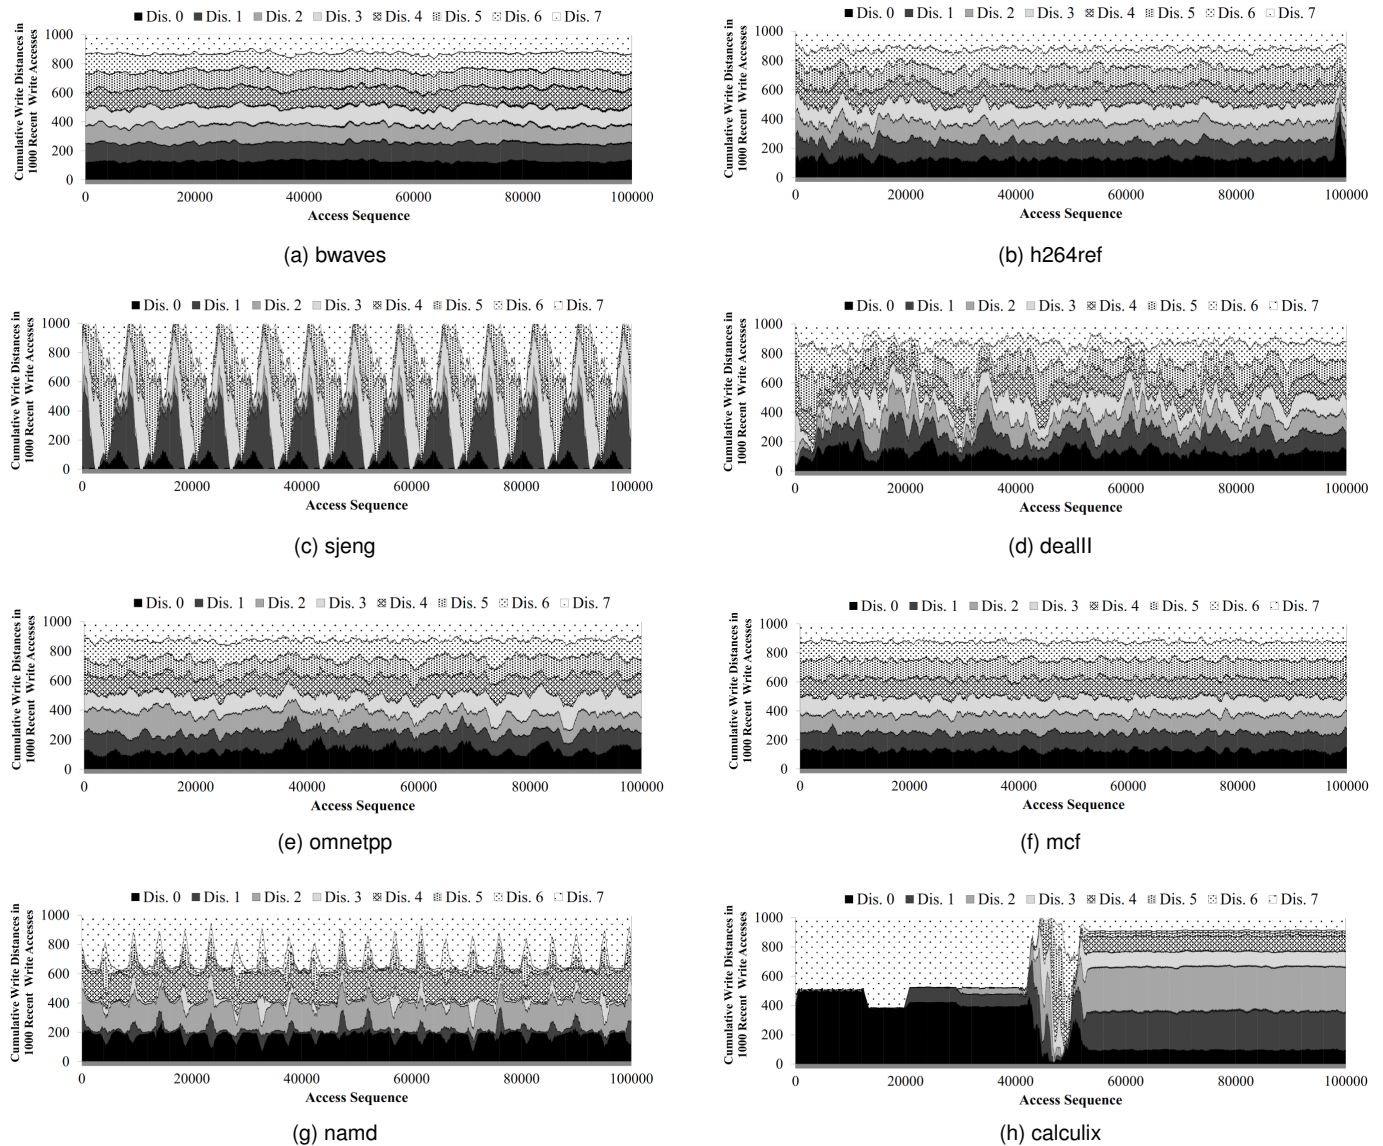 Dis. 0 Dis. 1 Dis. 2 Dis. 3 Dis. 4 Dis. 5 Dis. 6 Dis. 7
Cumulative Write Distances in
1000 Recent Write Accesses
1000
800
600
400
200
0
0 20000 40000 60000 80000 100000
Access Sequence
(a) bwaves
Dis. 0 Dis. 1 Dis. 2 Dis. 3 Dis. 4 Dis. 5 Dis. 6 Dis. 7
Cumulative Write Distances in
1000 Recent Write Accesses
1000
800
600
400
200
0
0 20000 40000 60000 80000 100000
Access Sequence
(b) h264ref
Dis. 0 Dis. 1 Dis. 2 Dis. 3 Dis. 4 Dis. 5 Dis. 6 Dis. 7
Cumulative Write Distances in
1000 Recent Write Accesses
1000
800
600
400
200
0
0 20000 40000 60000 80000 100000
Access Sequence
(c) sjeng
Dis. 0 Dis. 1 Dis. 2 Dis. 3 Dis. 4 Dis. 5 Dis. 6 Dis. 7
Cumulative Write Distances in
1000 Recent Write Accesses
1000
800
600
400
200
0
0 20000 40000 60000 80000 100000
Access Sequence
(d) dealII
Dis. 0 Dis. 1 Dis. 2 Dis. 3 Dis. 4 Dis. 5 Dis. 6 Dis. 7
Cumulative Write Distances in
1000 Recent Write Accesses
1000
800
600
400
200
0
0 20000 40000 60000 80000 100000
Access Sequence
(e) omnetpp
Dis. 0 Dis. 1 Dis. 2 Dis. 3 Dis. 4 Dis. 5 Dis. 6 Dis. 7
Cumulative Write Distances in
1000 Recent Write Accesses
1000
800
600
400
200
0
0 20000 40000 60000 80000 100000
Access Sequence
(f) mcf
Dis. 0 Dis. 1 Dis. 2 Dis. 3 Dis. 4 Dis. 5 Dis. 6 Dis. 7
Cumulative Write Distances in
1000 Recent Write Accesses
1000
800
600
400
200
0
0 20000 40000 60000 80000 100000
Access Sequence
(g) namd
Dis. 0 Dis. 1 Dis. 2 Dis. 3 Dis. 4 Dis. 5 Dis. 6 Dis. 7
Cumulative Write Distances in
1000 Recent Write Accesses
1000
800
600
400
200
0
0 20000 40000 60000 80000 100000
Access Sequence
(h) calculix